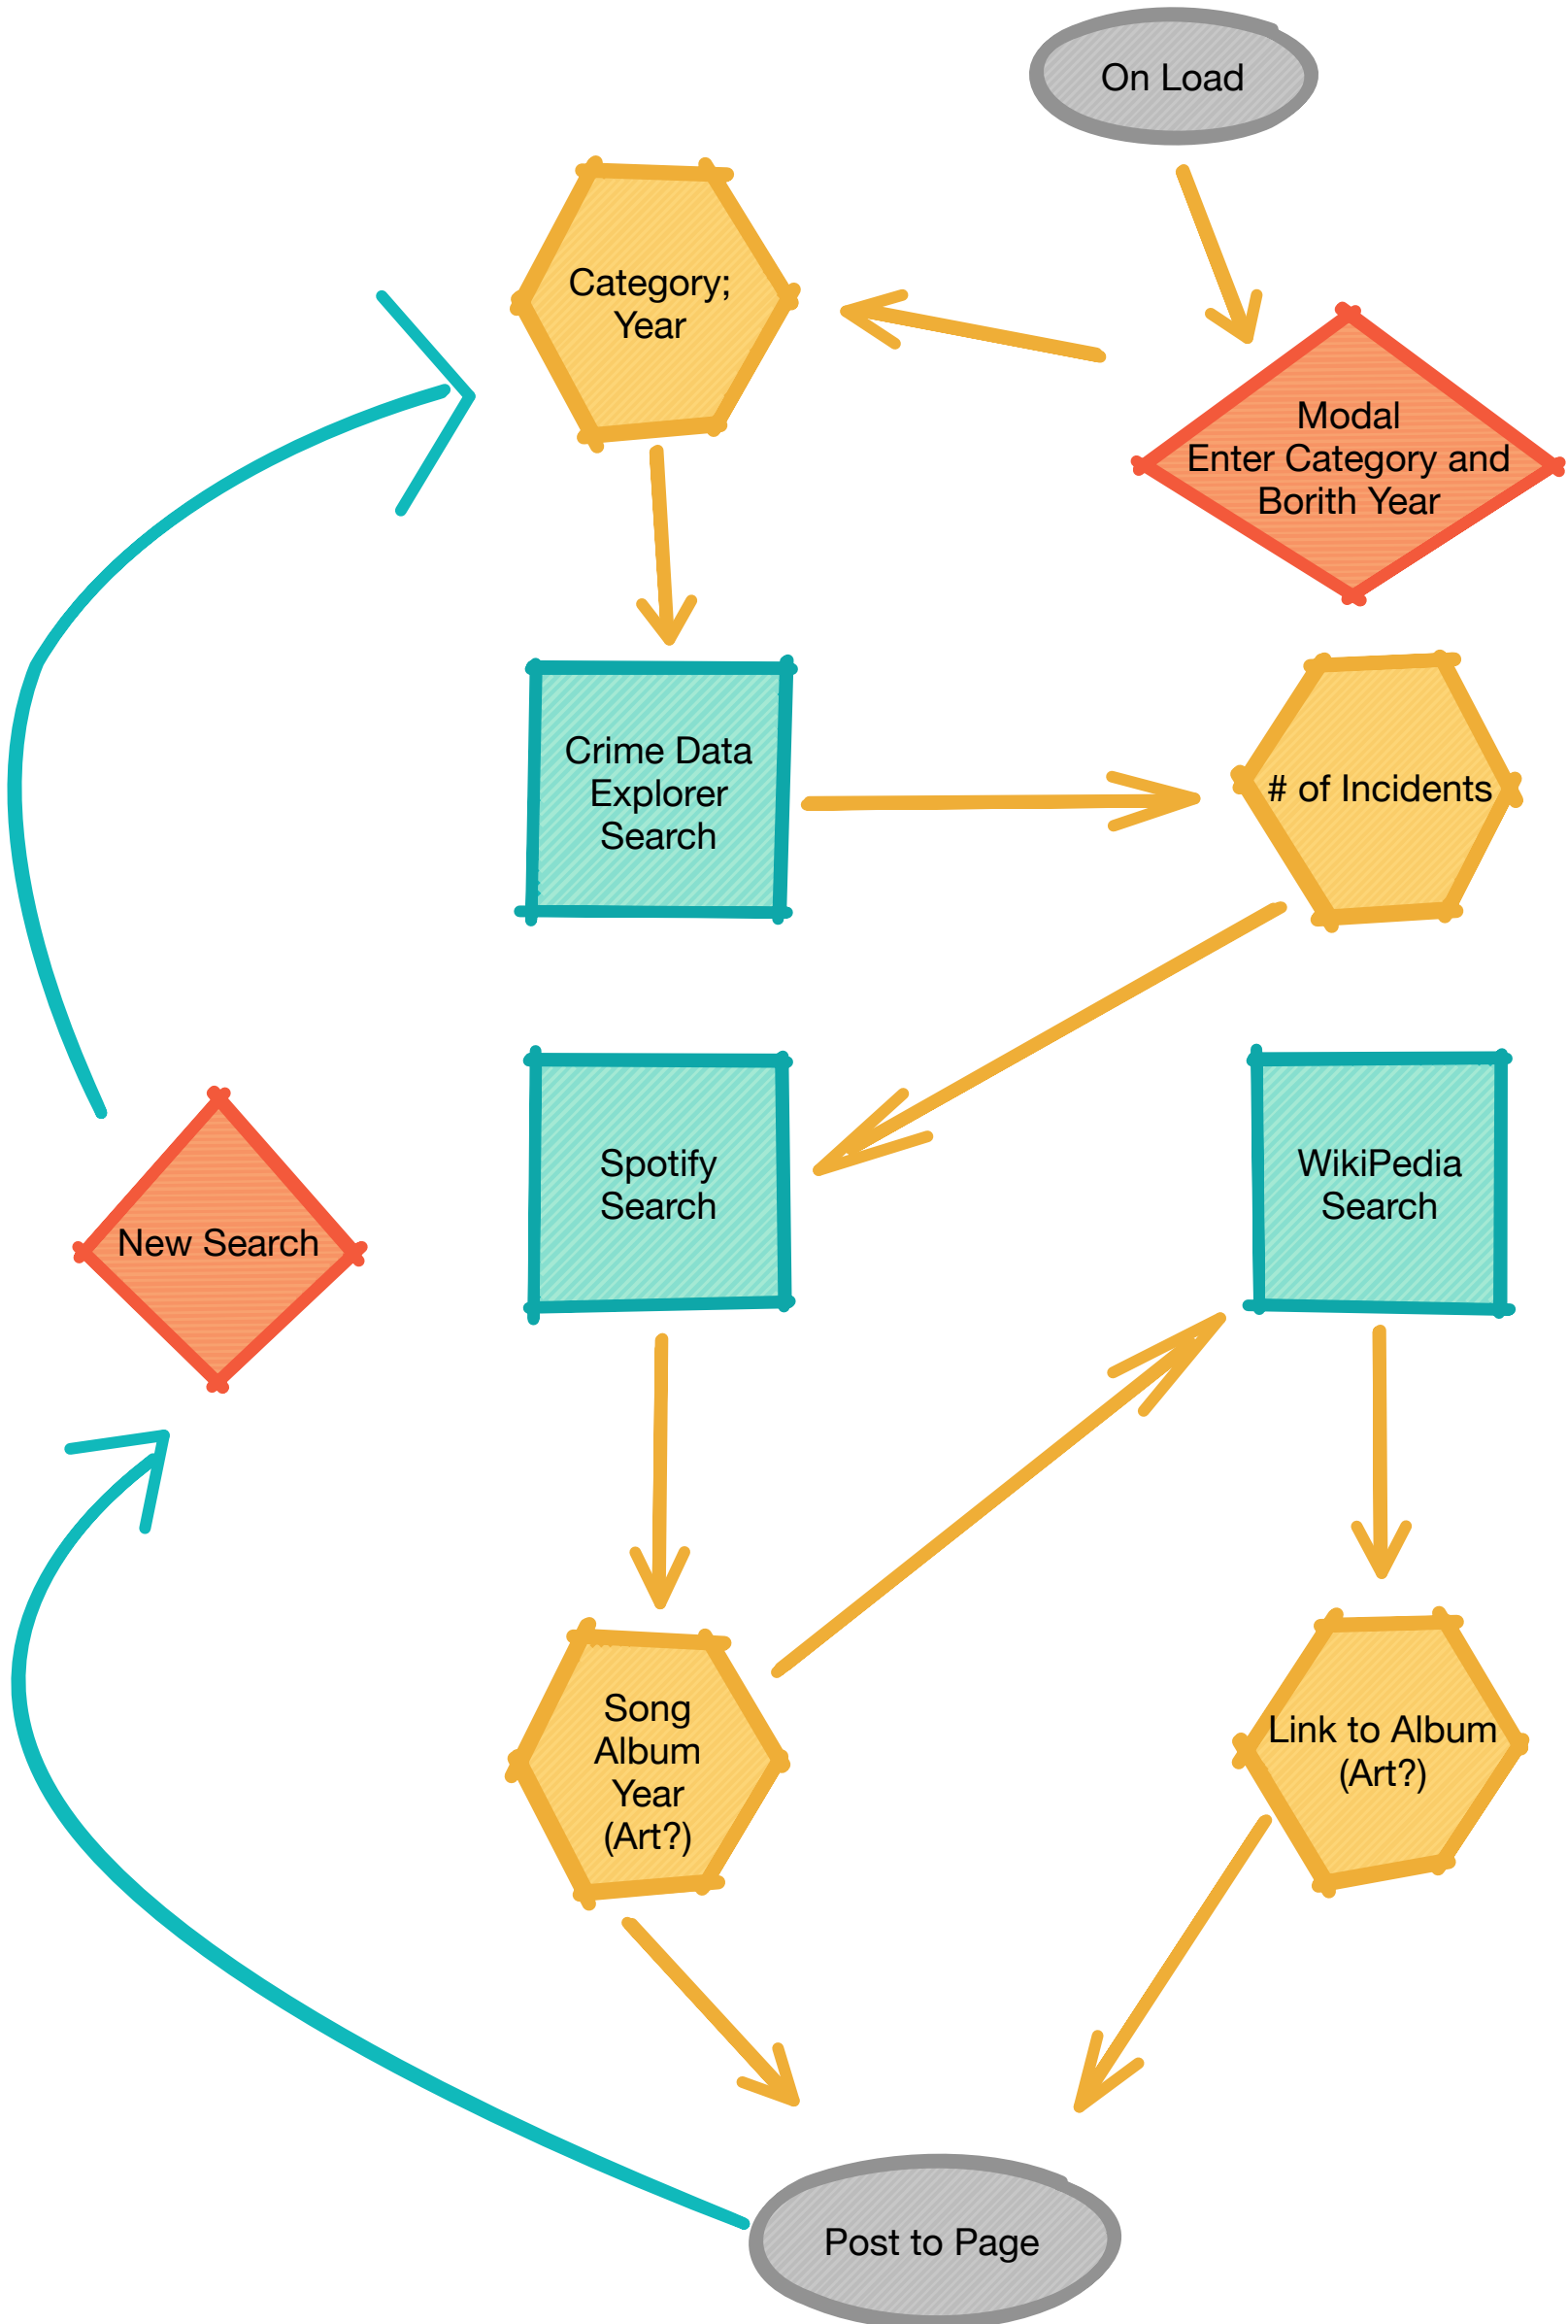 On Load
Category;
Year
Modal
Enter Category and
Borith Year
Crime Data
Explorer
Search
# of Incidents
Spotify
Search
WikiPedia
Search
New Search
Song
Album
Year
(Art?)
Link to Album
(Art?)
Post to Page